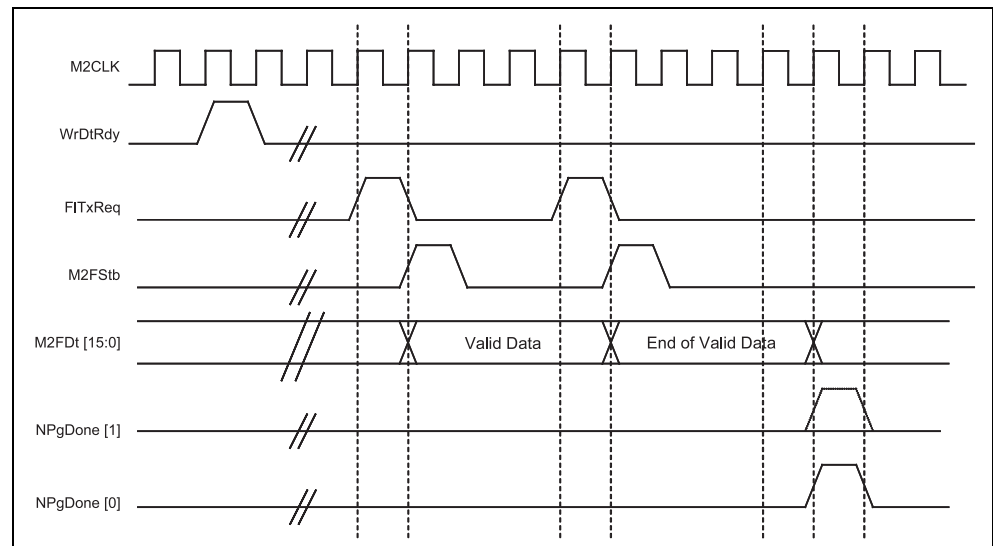 M2CLK
WrDtRdy
FITxReq
M2FStb
M2FDt [15:0]
Valid Data
End of Valid Data
NPgDone [1]
NPgDone [0]